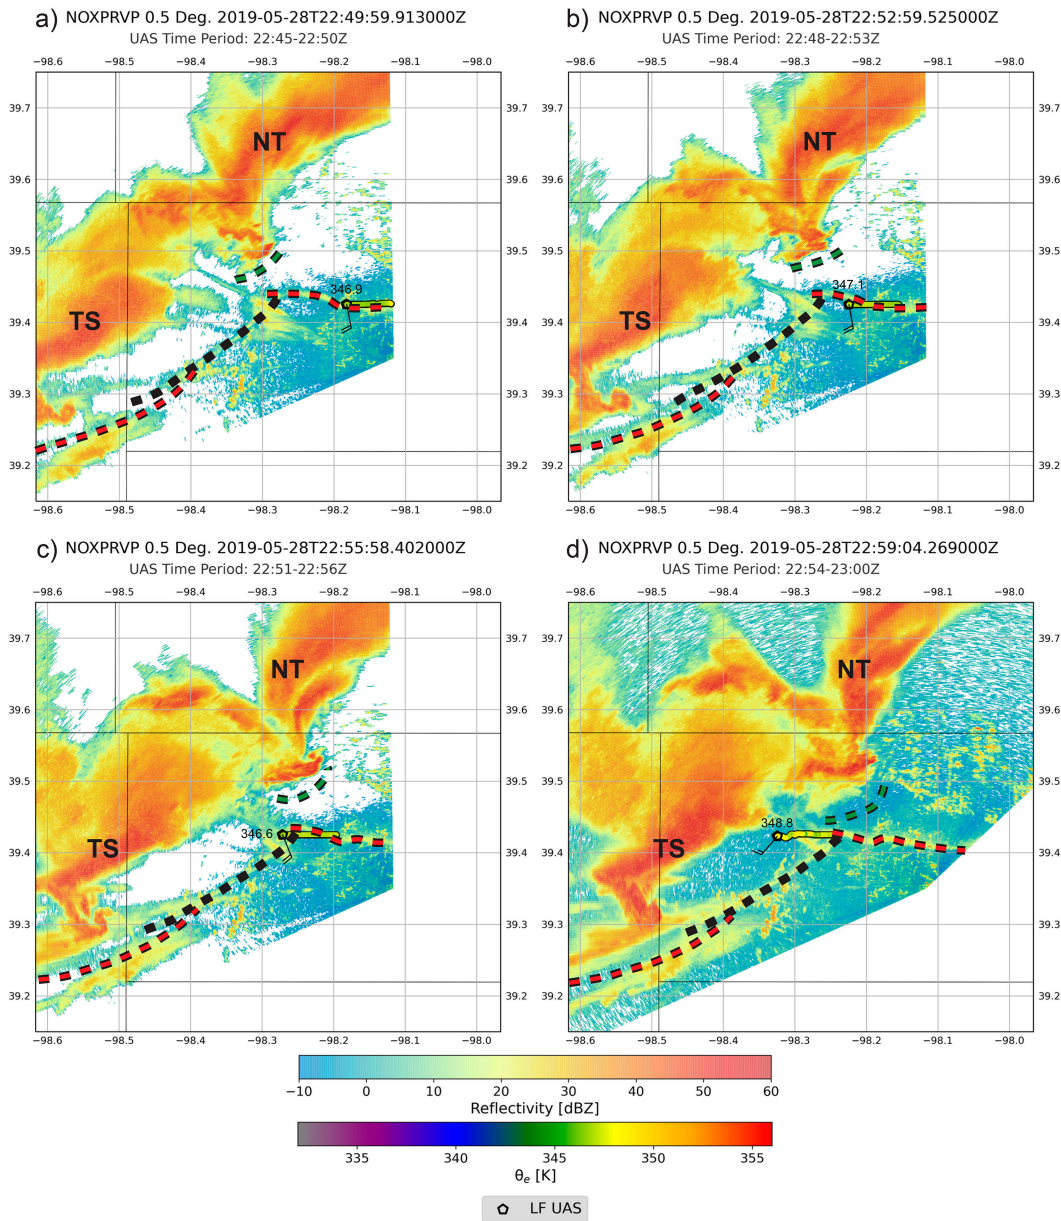 a) NOXPRVP 0.5 Deg. 2019-05-28T22:49:59.913000Z
UAS Time Period: 22:45-22:50Z
−98.6 −98.5 −98.4 −98.3 −98.2 −98.1 −98.0
39.7 39.7
NT
39.6 39.6
39.5 39.5
346.9
39.4 39.4
TS
39.3 39.3
39.2 39.2
−98.6 −98.5 −98.4 −98.3 −98.2 −98.1 −98.0
b) NOXPRVP 0.5 Deg. 2019-05-28T22:52:59.525000Z
UAS Time Period: 22:48-22:53Z
−98.6 −98.5 −98.4 −98.3 −98.2 −98.1 −98.0
39.7 39.7
NT
39.6 39.6
39.5 39.5
347.1
39.4 39.4
TS
39.3 39.3
39.2 39.2
−98.6 −98.5 −98.4 −98.3 −98.2 −98.1 −98.0
c) NOXPRVP 0.5 Deg. 2019-05-28T22:55:58.402000Z
UAS Time Period: 22:51-22:56Z
−98.6 −98.5 −98.4 −98.3 −98.2 −98.1 −98.0
39.7 39.7
NT
39.6 39.6
39.5 39.5
346.6
39.4 39.4
TS
39.3 39.3
39.2 39.2
−98.6 −98.5 −98.4 −98.3 −98.2 −98.1 −98.0
d) NOXPRVP 0.5 Deg. 2019-05-28T22:59:04.269000Z
UAS Time Period: 22:54-23:00Z
−98.6 −98.5 −98.4 −98.3 −98.2 −98.1 −98.0
39.7 39.7
NT
39.6 39.6
39.5 39.5
348.8
39.4 39.4
TS
39.3 39.3
39.2 39.2
−98.6 −98.5 −98.4 −98.3 −98.2 −98.1 −98.0
−10 0 10 20 30 40 50 60
Reflectivity [dBZ]
335 340 345 350 355
θe [K]
LF UAS